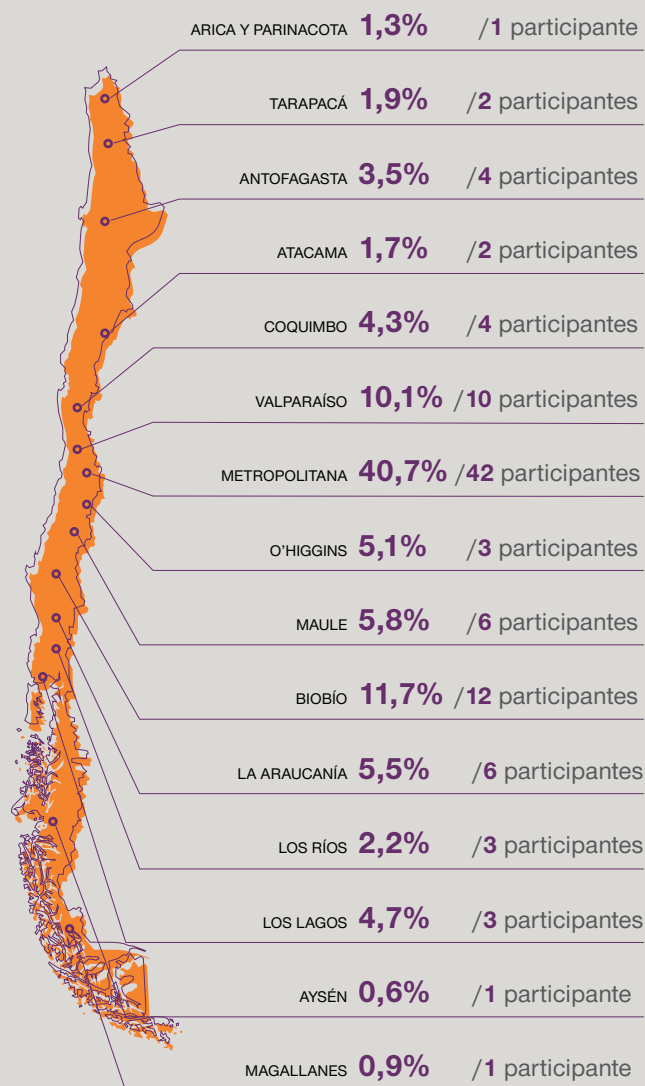 ARICA Y PARINACOTA 1,3% /1 participante
TARAPACÁ 1,9% /2 participantes
ANTOFAGASTA 3,5% /4 participantes
ATACAMA 1,7% /2 participantes
COQUIMBO 4,3% /4 participantes
VALPARAÍSO 10,1% /10 participantes
METROPOLITANA 40,7% /42 participantes
O'HIGGINS 5,1% /3 participantes
MAULE 5,8% /6 participantes
BIOBÍO 11,7% /12 participantes
LA ARAUCANÍA 5,5% /6 participantes
LOS RÍOS 2,2% /3 participantes
LOS LAGOS 4,7% /3 participantes
AYSÉN 0,6% /1 participante
MAGALLANES 0,9% /1 participante